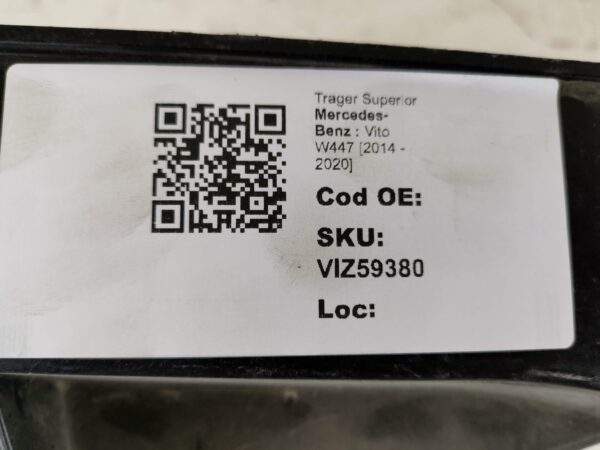 Trager Superior
Mercedes-
Benz : Vito
W447 [2014 -
2020]
Cod OE:
SKU:
VIZ59380
Loc: